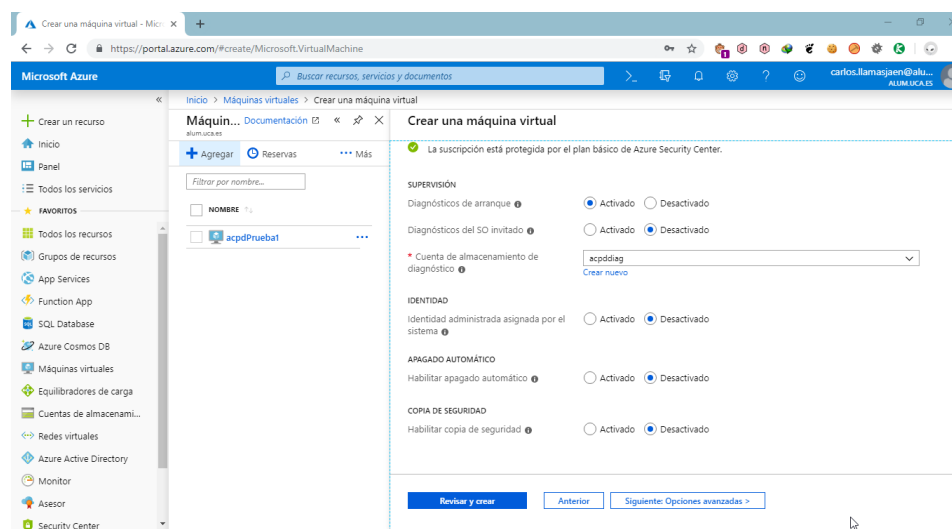 Crear una máquina virtual - Micr
https://portal.azure.com/#create/Microsoft.VirtualMachine
Microsoft Azure
Buscar recursos, servicios y documentos
carlos.llamasjaen@alu...
ALUM.UCA.ES
Crear un recurso
Inicio
Panel
Todos los servicios
FAVORITOS
Todos los recursos
Grupos de recursos
App Services
Function App
SQL Database
Azure Cosmos DB
Máquinas virtuales
Equilibradores de carga
Cuentas de almacenami...
Redes virtuales
Azure Active Directory
Monitor
Asesor
Security Center
Inicio > Máquinas virtuales > Crear una máquina virtual
Máquin... Documentación
alum.uca.es
Agregar Reservas ••• Más
Filtrar por nombre...
NOMBRE
acpdPrueba1 •••
Crear una máquina virtual
La suscripción está protegida por el plan básico de Azure Security Center.
SUPERVISIÓN
Diagnósticos de arranque Activado Desactivado
Diagnósticos del SO invitado Activado Desactivado
* Cuenta de almacenamiento de acpddiag
diagnóstico Crear nuevo
IDENTIDAD
Identidad administrada asignada por el Activado Desactivado
sistema
APAGADO AUTOMÁTICO
Habilitar apagado automático Activado Desactivado
COPIA DE SEGURIDAD
Habilitar copia de seguridad Activado Desactivado
Revisar y crear Anterior Siguiente: Opciones avanzadas >